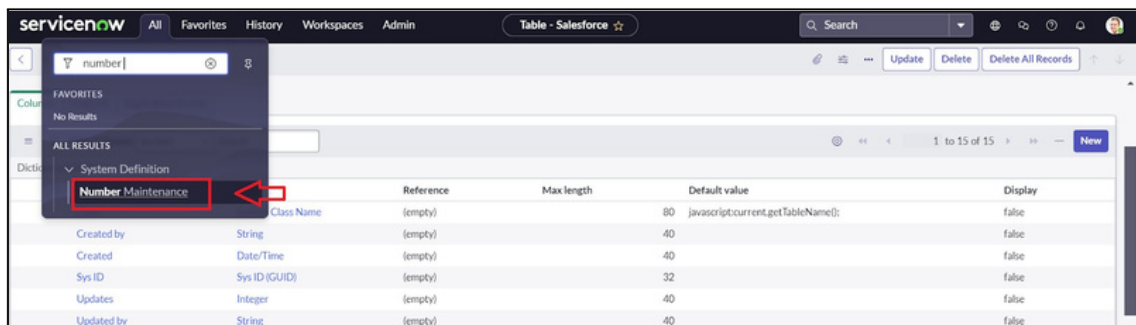 servicenow All Favorites History Workspaces Admin Table - Salesforce Search
number Update Delete Delete All Records
FAVORITES
No Results
ALL RESULTS 1 to 15 of 15 New
System Definition
Number Maintenance Reference Max length Default value Display
Class Name (empty) 80 javascript:current.getTableName(); false
Created by String (empty) 40 false
Created Date/Time (empty) 40 false
Sys ID Sys ID (GUID) (empty) 32 false
Updates Integer (empty) 40 false
Updated by String (empty) 40 false